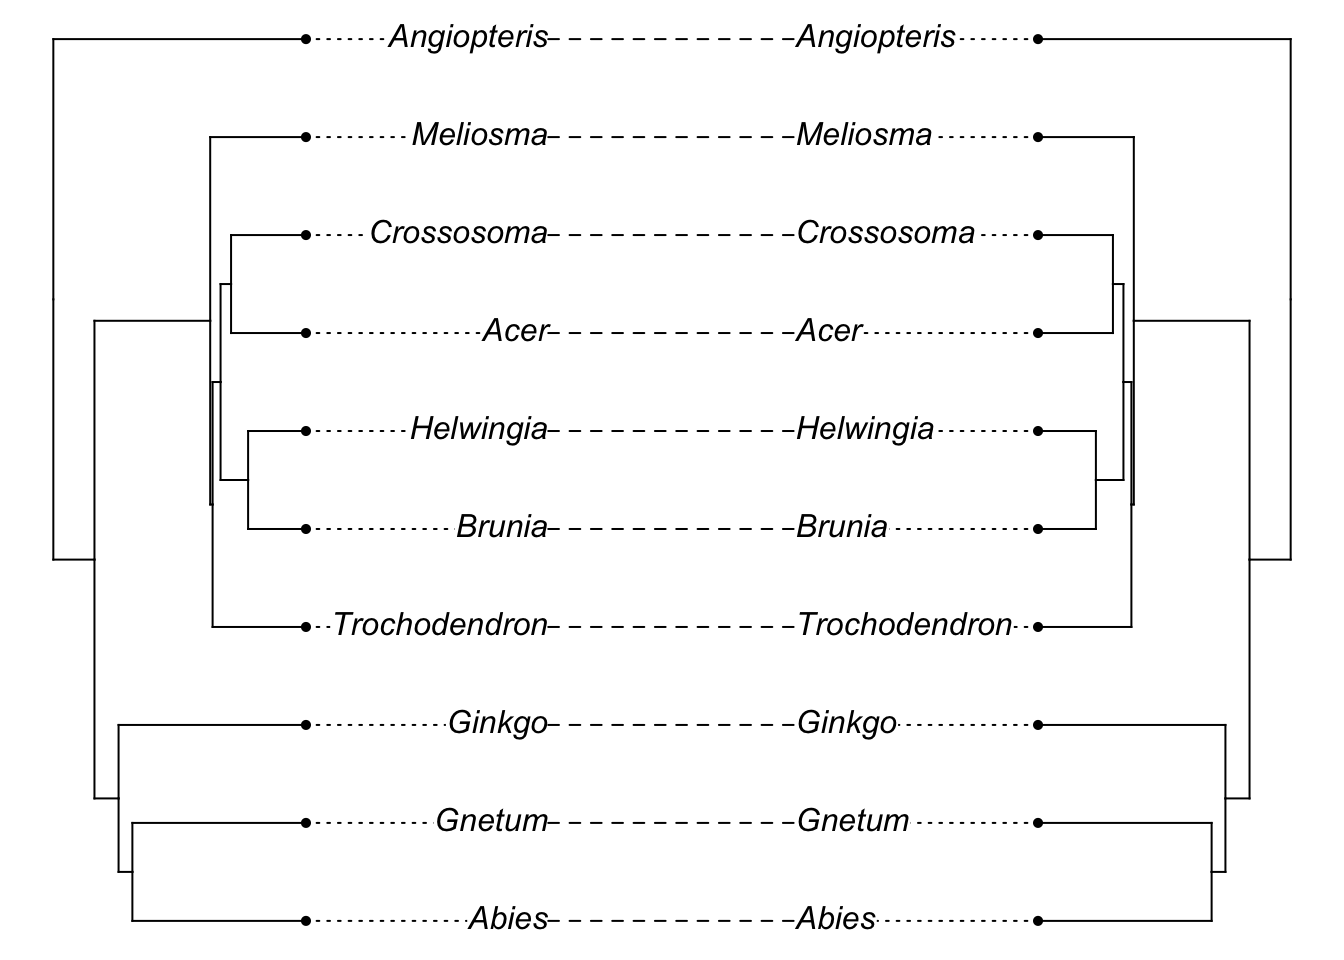 Angiopteris Angiopteris
Meliosma Meliosma
Crossosoma Crossosoma
Acer Acer
Helwingia Helwingia
Brunia Brunia
Trochodendron Trochodendron
Ginkgo Ginkgo
Gnetum Gnetum
Abies Abies